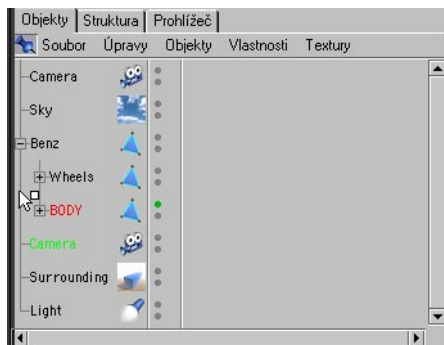 Objekty Struktura Prohlížeč
Soubor Úpravy Objekty Vlastnosti Textury
Camera
Sky
Benz
Wheels
BODY
Camera
Surrounding
Light